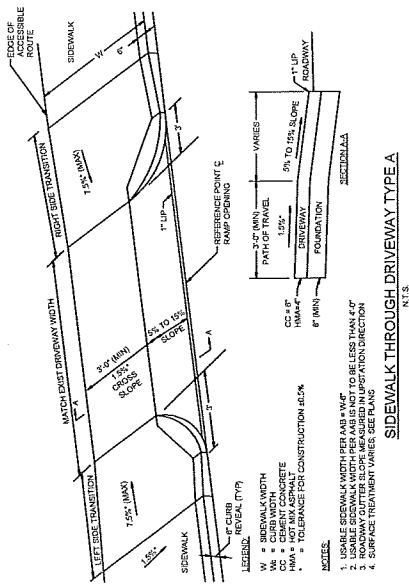 EDGE OF
ACCESSIBLE
ROUTE
SIDEWALK
W
6"
RIGHT SIDE TRANSITION
7.5%* (MAX)
3'
1" LIP
REFERENCE POINT ℄
RAMP OPENING
MATCH EXIST DRIVEWAY WIDTH
A
3'-0" (MIN)
1.5%*
CROSS
SLOPE
5% TO 15%
SLOPE
A
LEFT SIDE TRANSITION
7.5%* (MAX)
1.5%*
3'
6" CURB
REVEAL (TYP)
SIDEWALK
LEGEND:
W = SIDEWALK WIDTH
Wc = CURB WIDTH
CC = CEMENT CONCRETE
HMA = HOT MIX ASPHALT
* = TOLERANCE FOR CONSTRUCTION ±0.5%
3'-0" (MIN)
PATH OF TRAVEL
VARIES
1.5%*
5% TO 15% SLOPE
1" LIP
ROADWAY
CC = 6"
HMA=4"
8" (MIN)
DRIVEWAY
FOUNDATION
SECTION A-A
NOTES:
1. USABLE SIDEWALK WIDTH PER AAB = W-6"
2. USABLE SIDEWALK WIDTH PER AAB IS NOT TO BE LESS THAN 4'-0"
3. ROADWAY GUTTER SLOPE MEASURED IN UPSTATION DIRECTION
4. SURFACE TREATMENT VARIES, SEE PLANS
SIDEWALK THROUGH DRIVEWAY TYPE A
N.T.S.